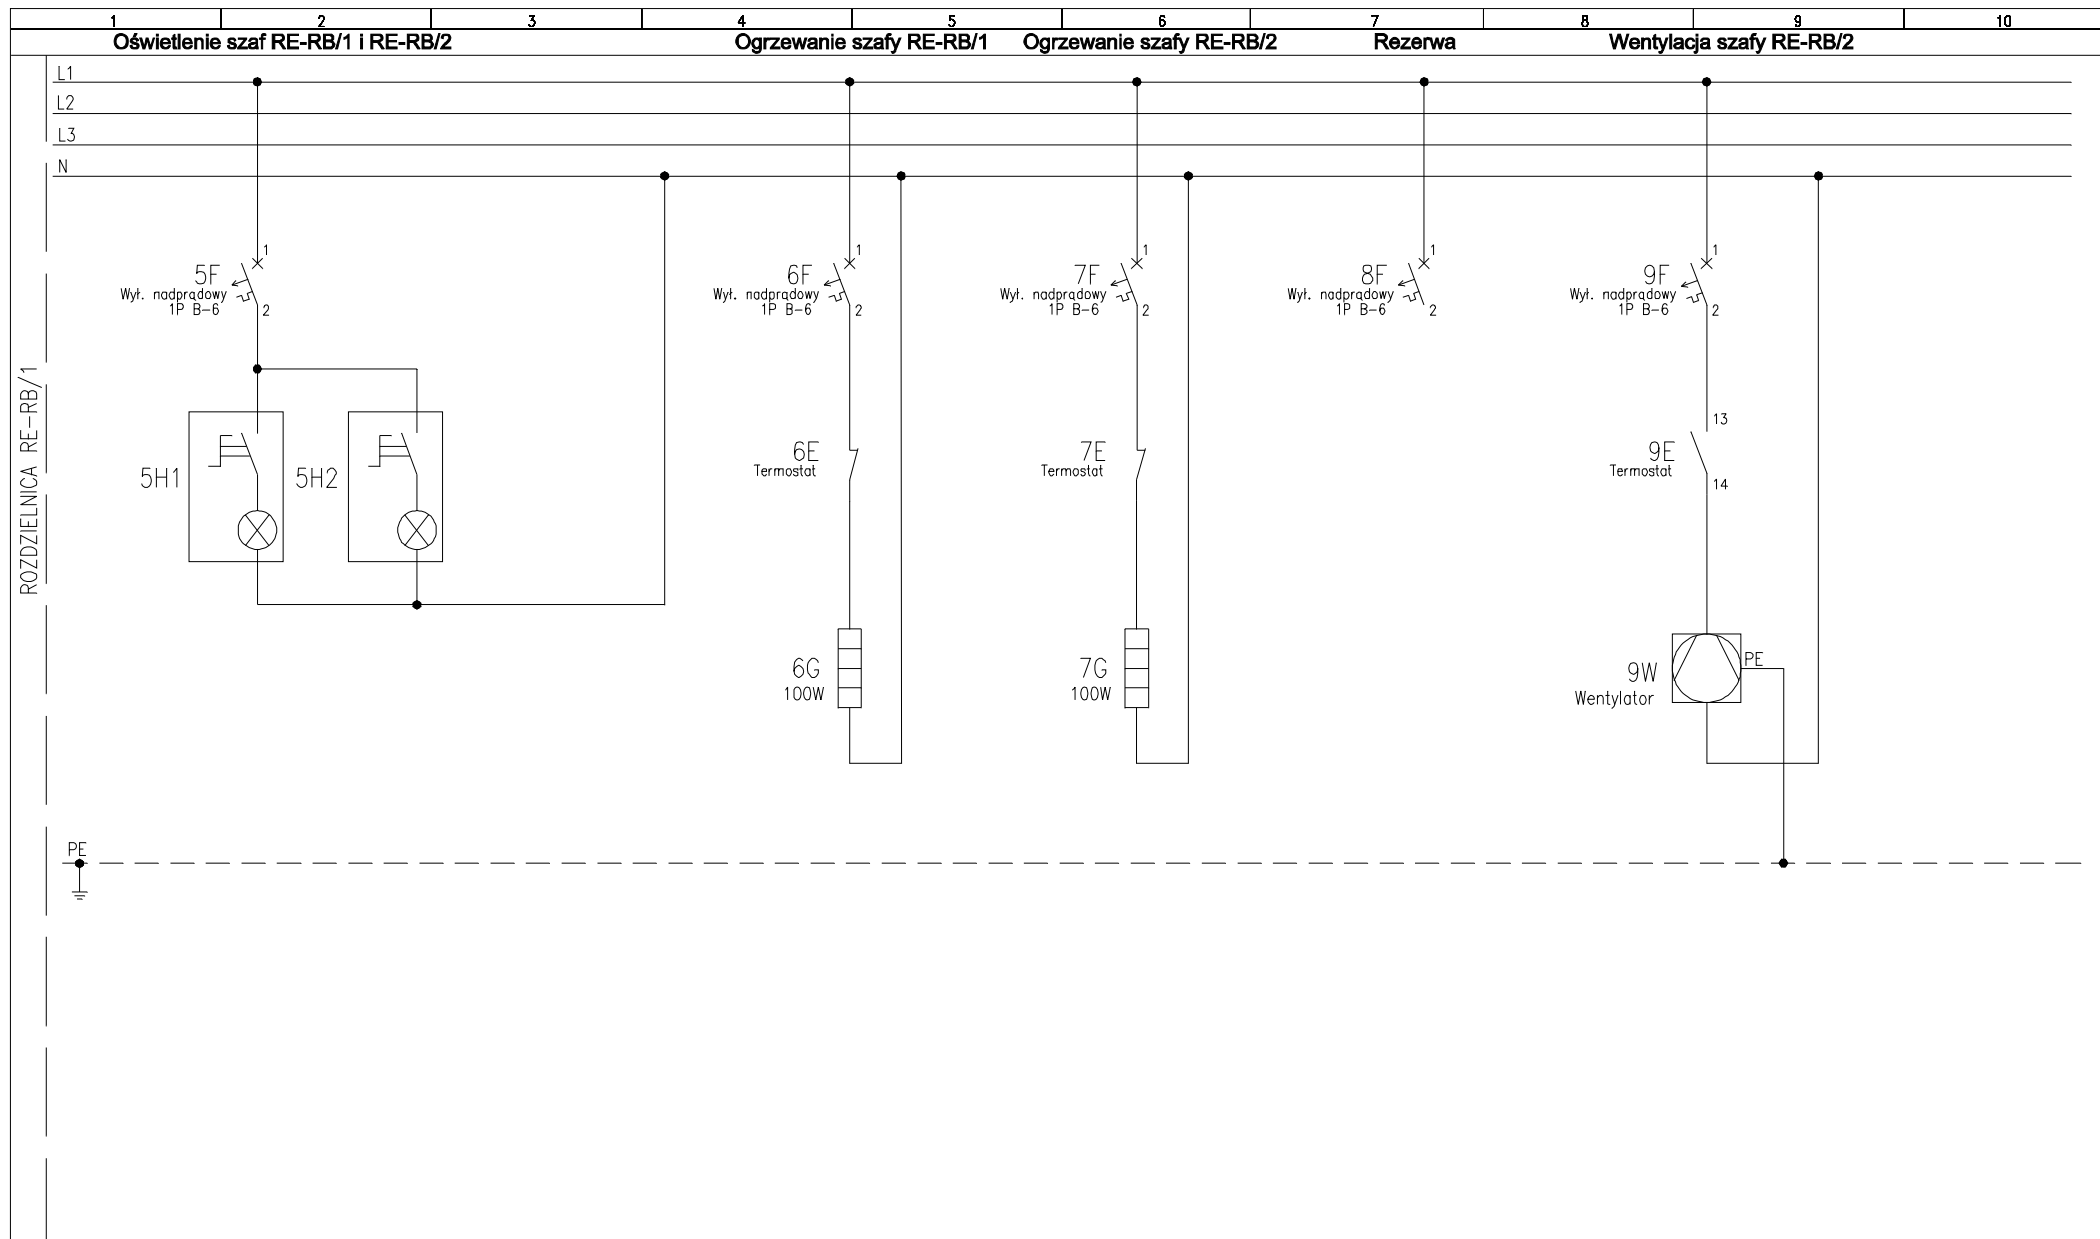 1 2 3 4 5 6 7 8 9 10
Oświetlenie szaf RE-RB/1 i RE-RB/2 Ogrzewanie szafy RE-RB/1 Ogrzewanie szafy RE-RB/2 Rezerwa Wentylacja szafy RE-RB/2
L1
L2
L3
N
1 1 1 1 1
5F 6F 7F 8F 9F
Wył. nadprądowy Wył. nadprądowy Wył. nadprądowy Wył. nadprądowy Wył. nadprądowy
1P B-6 2 1P B-6 2 1P B-6 2 1P B-6 2 1P B-6 2
ROZDZIELNICA RE-RB/1
13
6E 7E 9E
Termostat Termostat Termostat
5H1 5H2 14
PE
6G 7G 9W
100W 100W Wentylator
PE